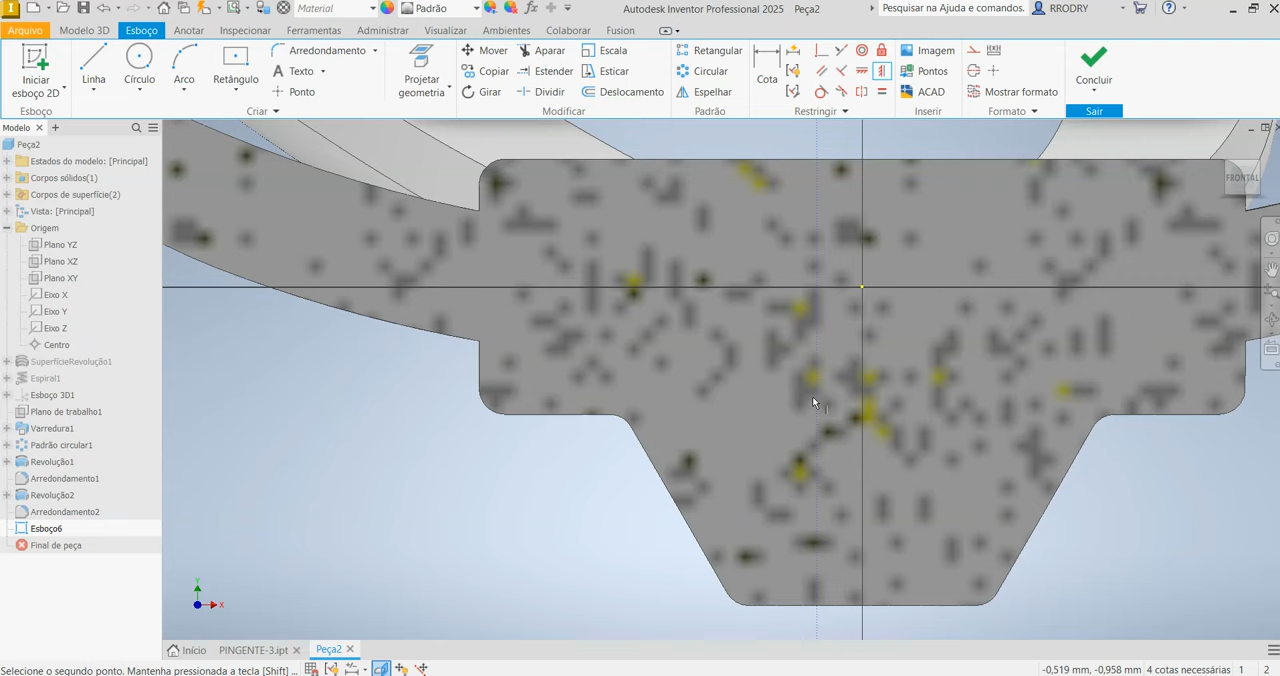 Material
Padrão
Autodesk Inventor Professional 2025
Peça2
Pesquisar na Ajuda e comandos.
RRODRY
Arquivo
Modelo 3D
Esboço
Anotar
Inspecionar
Ferramentas
Administrar
Visualizar
Ambientes
Colaborar
Fusion
Iniciar
esboço 2D
Linha
Círculo
Arco
Retângulo
Arredondamento
Texto
Ponto
Projetar
geometria
Mover
Aparar
Escala
Copiar
Estender
Esticar
Girar
Dividir
Deslocamento
Retangular
Circular
Espelhar
Cota
Imagem
Pontos
ACAD
Mostrar formato
Concluir
Esboço
Criar
Modificar
Padrão
Restringir
Inserir
Formato
Sair
Modelo
Peça2
Estados do modelo: [Principal]
Corpos sólidos(1)
Corpos de superfície(2)
Vista: [Principal]
Origem
Plano YZ
Plano XZ
Plano XY
Eixo X
Eixo Y
Eixo Z
Centro
SuperfícieRevolução1
Espiral1
Esboço 3D1
Plano de trabalho1
Varredura1
Padrão circular1
Revolução1
Arredondamento1
Revolução2
Arredondamento2
Esboço6
Final de peça
FRONTAL
Y
X
Início
PINGENTE-3.ipt
Peça2
Selecione o segundo ponto. Mantenha pressionada a tecla [Shift] ...
-0,519 mm, -0,958 mm
4 cotas necessárias
1
2